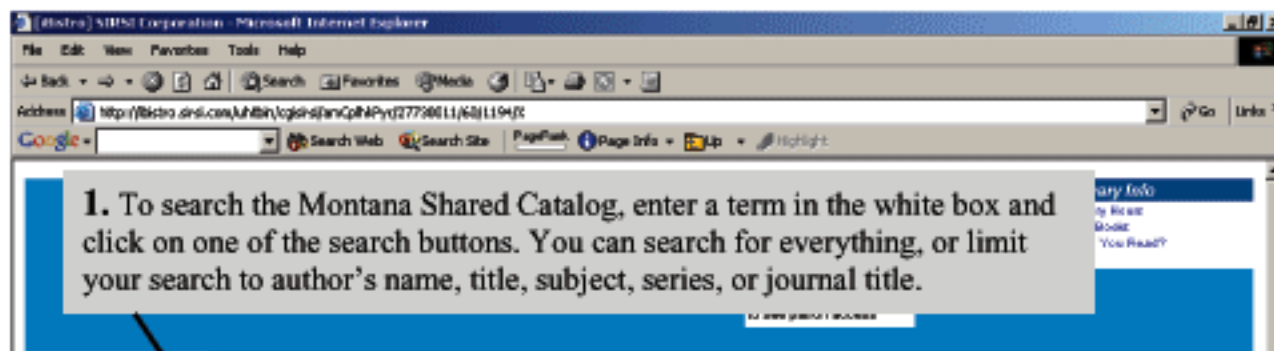 [iBistro] SIRSI Corporation - Microsoft Internet Explorer
File Edit View Favorites Tools Help
Back Search Favorites Media
Address Go Links
Google Search Web Search Site PageRank Page Info Up Highlight
1. To search the Montana Shared Catalog, enter a term in the white box and
click on one of the search buttons. You can search for everything, or limit
your search to author's name, title, subject, series, or journal title.
Info
You Read?